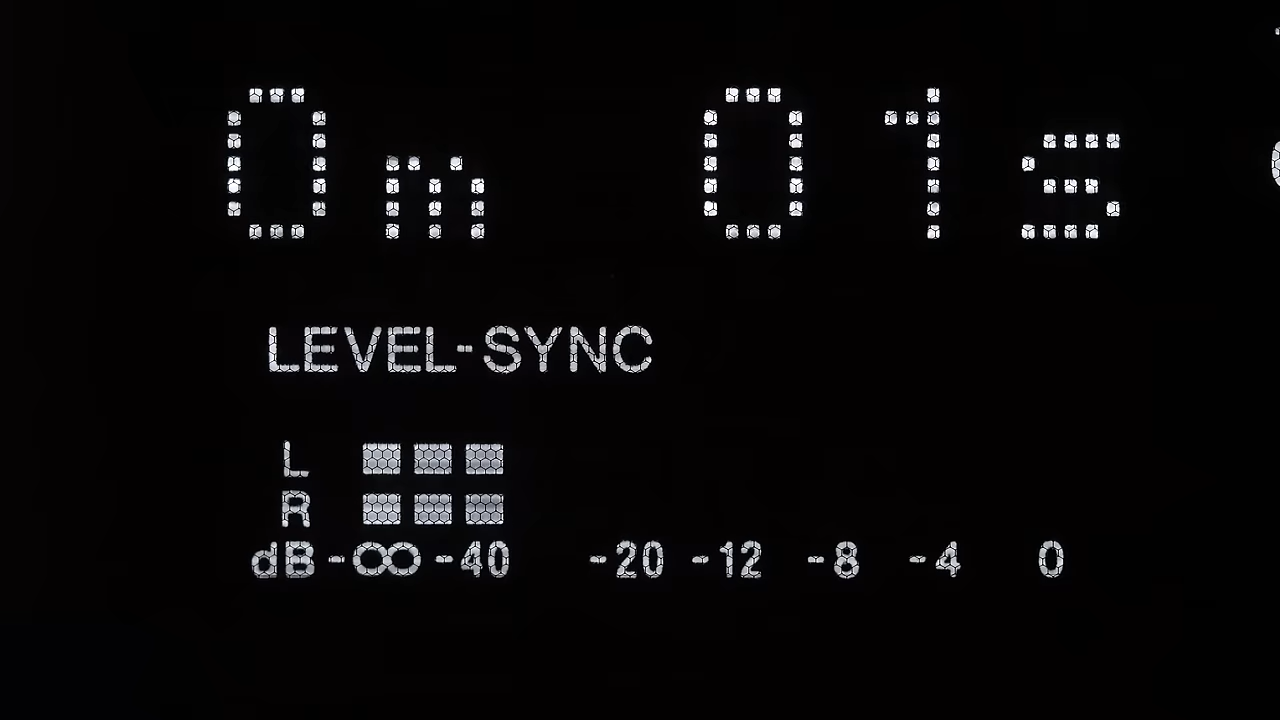 0m 01s
LEVEL-SYNC
L
R
dB -∞ -40 -20 -12 -8 -4 0